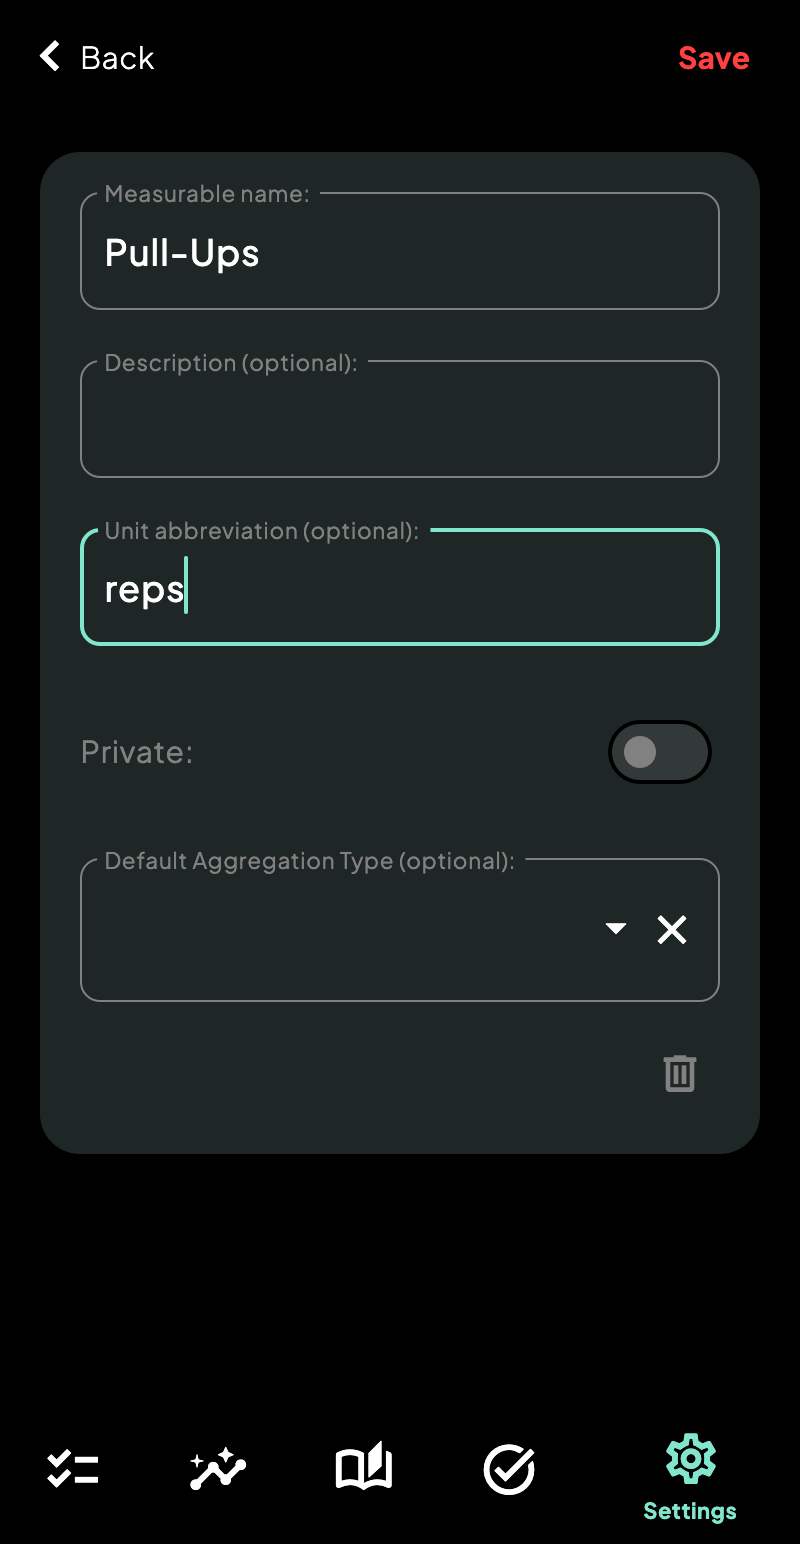 Back
Save
Measurable name:
Pull-Ups
Description (optional):
Unit abbreviation (optional):
reps
Private:
Default Aggregation Type (optional):
Settings